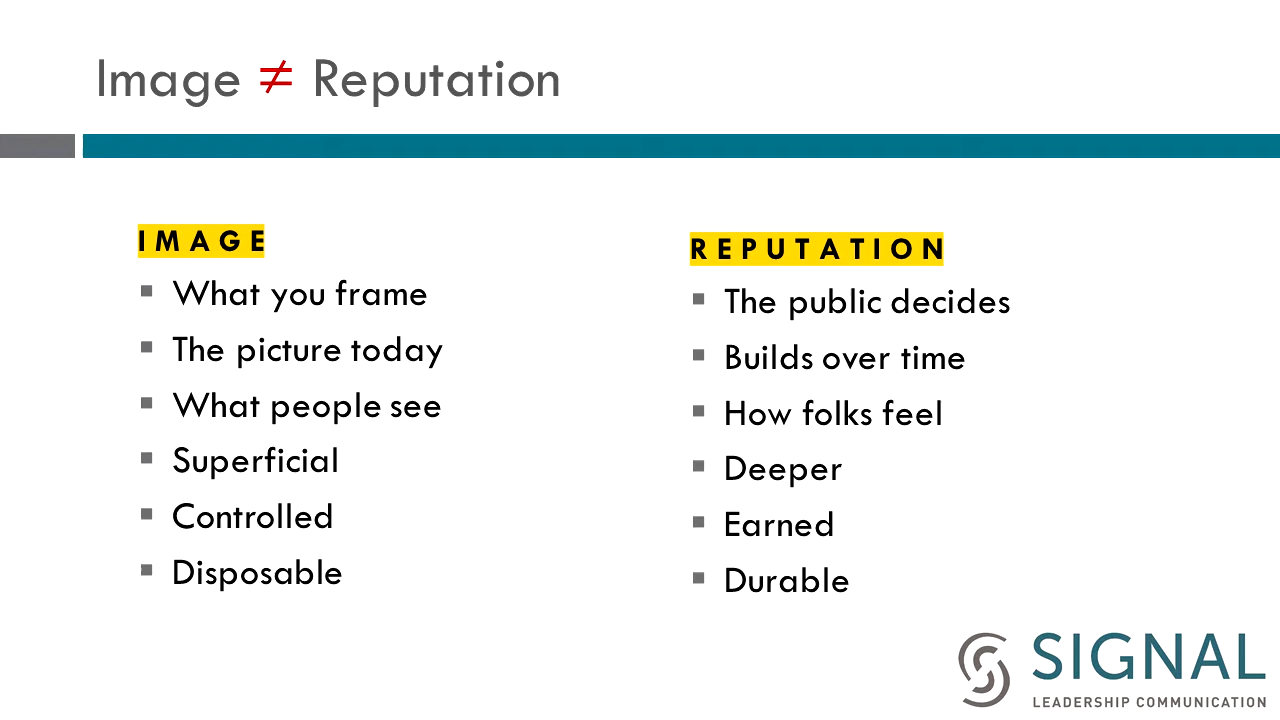 Image ≠ Reputation
IMAGE
What you frame
The picture today
What people see
Superficial
Controlled
Disposable
REPUTATION
The public decides
Builds over time
How folks feel
Deeper
Earned
Durable
SIGNAL
LEADERSHIP COMMUNICATION